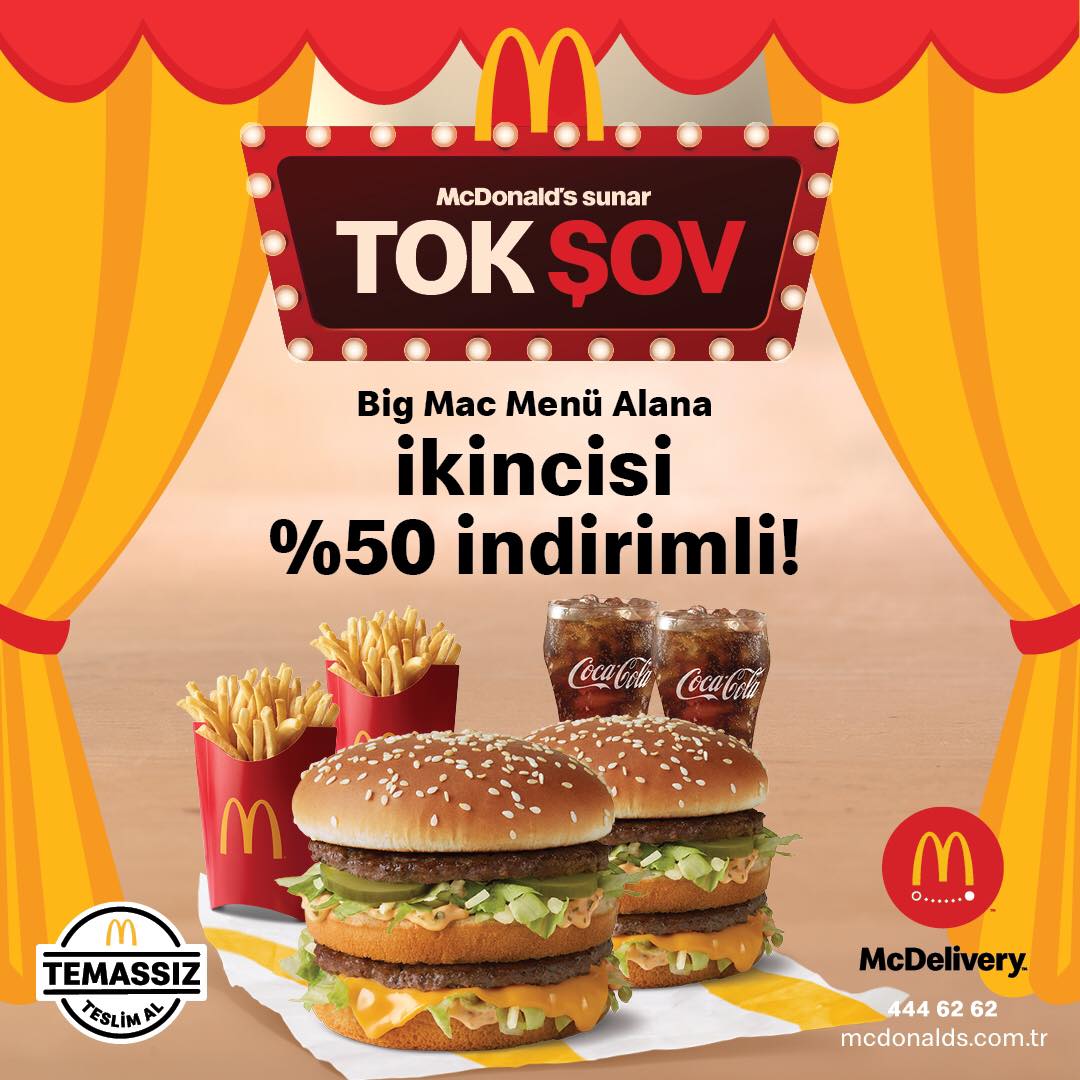 McDonald's sunar
TOK ŞOV
Big Mac Menü Alana
ikincisi
%50 indirimli!
Coca-Cola
Coca-Cola
TEMASSIZ
TESLİM AL
McDelivery™
444 62 62
mcdonalds.com.tr